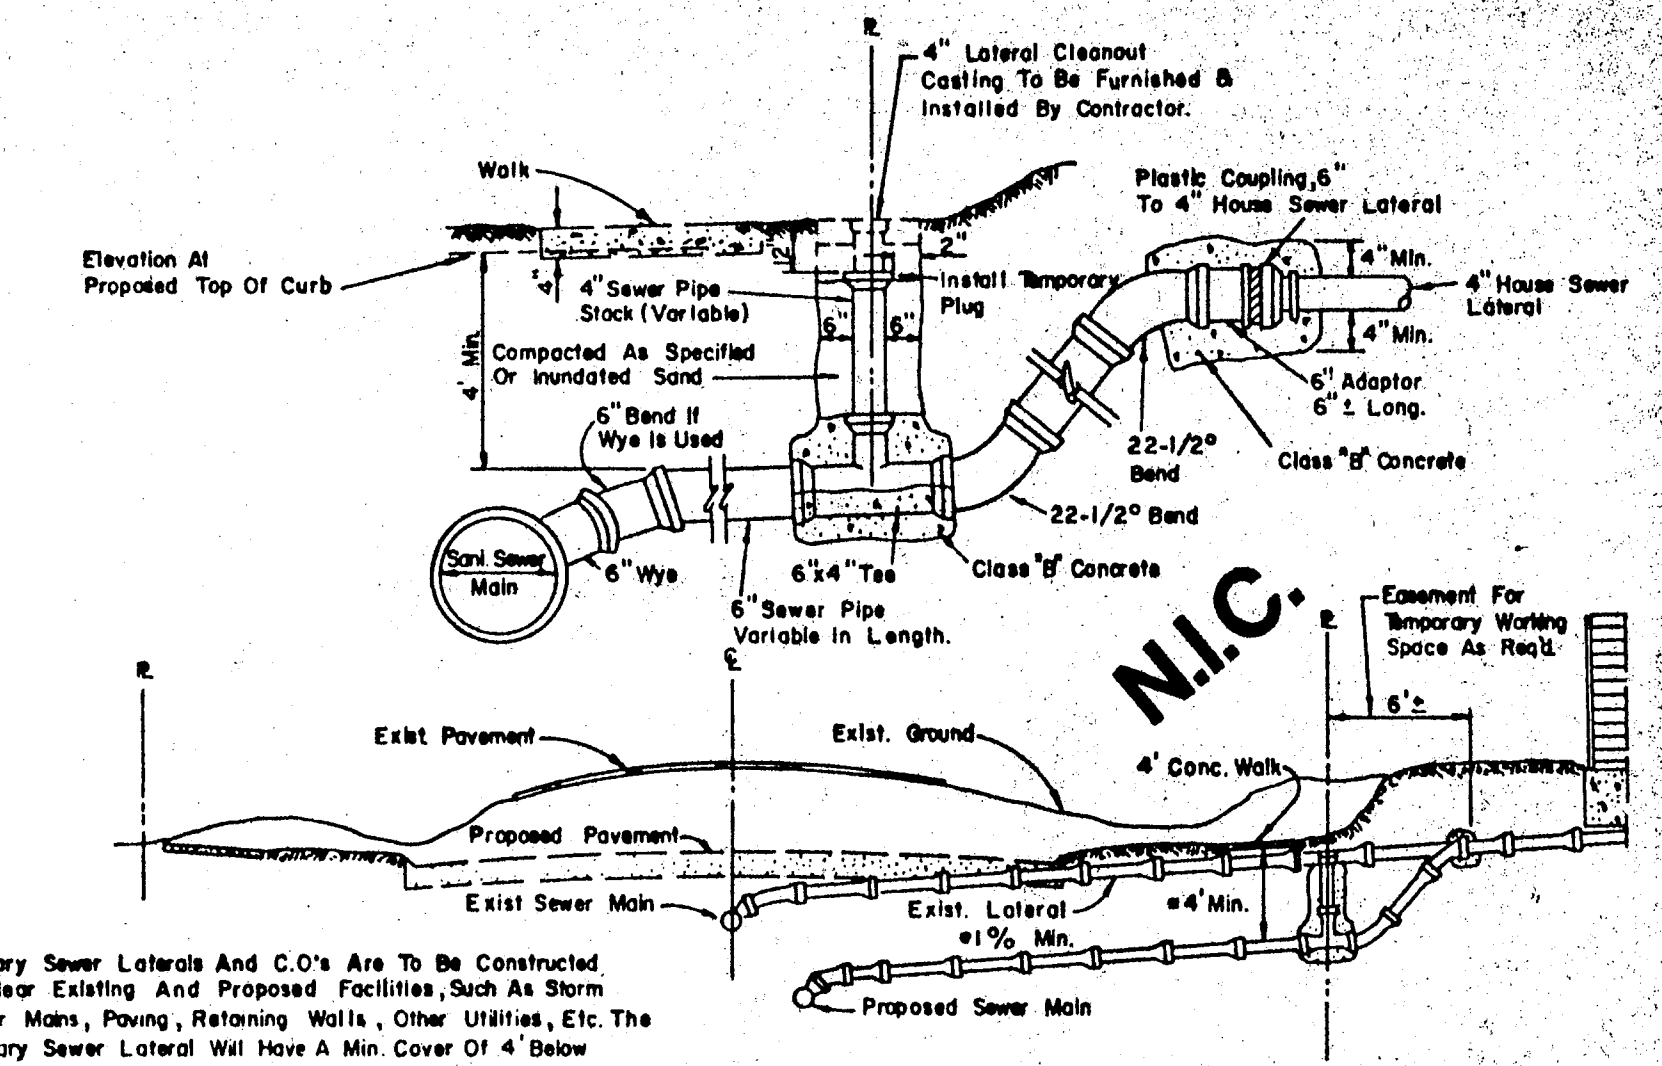 PL
4" Lateral Cleanout
Casting To Be Furnished &
Installed By Contractor.
Walk
Plastic Coupling, 6"
To 4" House Sewer Lateral
Elevation At
Proposed Top Of Curb
4"
12"
2"
4" Min.
4" House Sewer
Lateral
4" Min.
Install Temporary
Plug
4" Sewer Pipe
Stack (Variable)
6"
6"
4' Min.
Compacted As Specified
Or Inundated Sand
6" Adaptor
6" ± Long.
6" Bend If
Wye Is Used
22-1/2°
Bend
Class "B" Concrete
22-1/2° Bend
Sani. Sewer
Main
6" Wye
6"x4" Tee
Class "B" Concrete
6" Sewer Pipe
Variable In Length.
N.I.C.
Easement For
Temporary Working
Space As Req'd.
PL
CL
PL
6' ±
Exist Pavement
Exist. Ground
4' Conc. Walk
Proposed Pavement
Exist Sewer Main
Exist. Lateral
*1% Min.
*4' Min.
Proposed Sewer Main
ary Sewer Laterals And C.O's Are To Be Constructed
lear Existing And Proposed Facilities, Such As Storm
r Mains, Paving, Retaining Walls, Other Utilities, Etc. The
ary Sewer Lateral Will Have A Min. Cover Of 4' Below